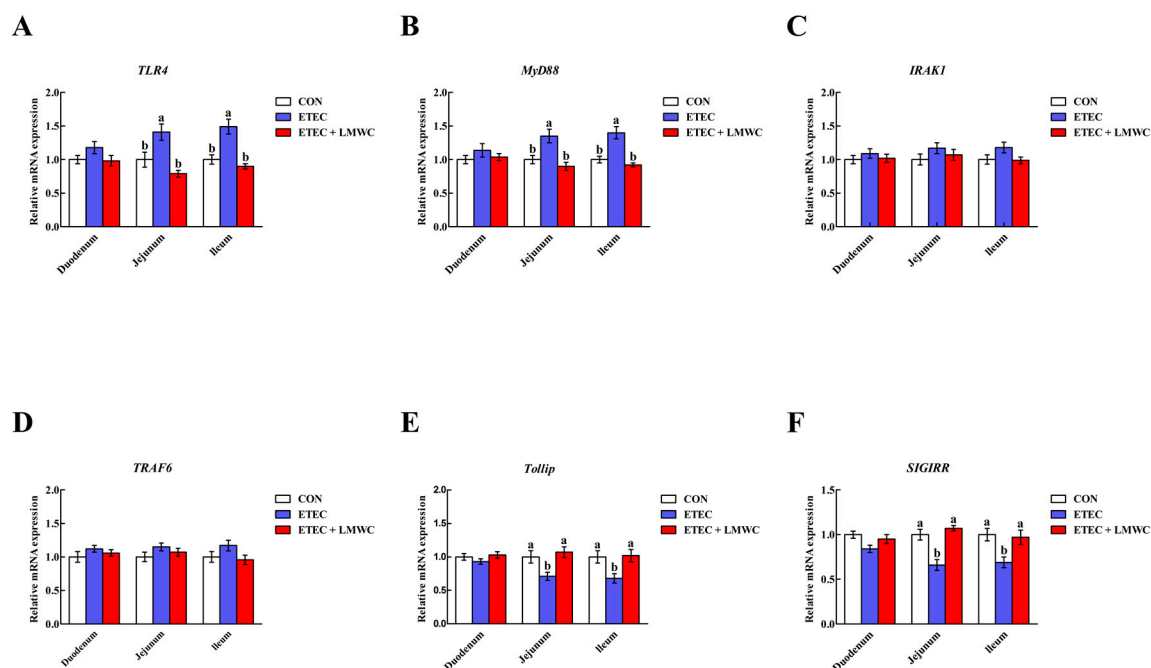 A
TLR4
Relative mRNA expression
2.0
1.5
1.0
0.5
0.0
b a b
b a b
Duodenum
Jejunum
Ileum
CON
ETEC
ETEC + LMWC
B
MyD88
Relative mRNA expression
2.0
1.5
1.0
0.5
0.0
b a b
b a b
Duodenum
Jejunum
Ileum
CON
ETEC
ETEC + LMWC
C
IRAK1
Relative mRNA expression
2.0
1.5
1.0
0.5
0.0
Duodenum
Jejunum
Ileum
CON
ETEC
ETEC + LMWC
D
TRAF6
Relative mRNA expression
2.0
1.5
1.0
0.5
0.0
Duodenum
Jejunum
Ileum
CON
ETEC
ETEC + LMWC
E
Tollip
Relative mRNA expression
2.0
1.5
1.0
0.5
0.0
a b a
a b a
Duodenum
Jejunum
Ileum
CON
ETEC
ETEC + LMWC
F
SIGIRR
Relative mRNA expression
1.5
1.0
0.5
0.0
a b a
a b a
Duodenum
Jejunum
Ileum
CON
ETEC
ETEC + LMWC